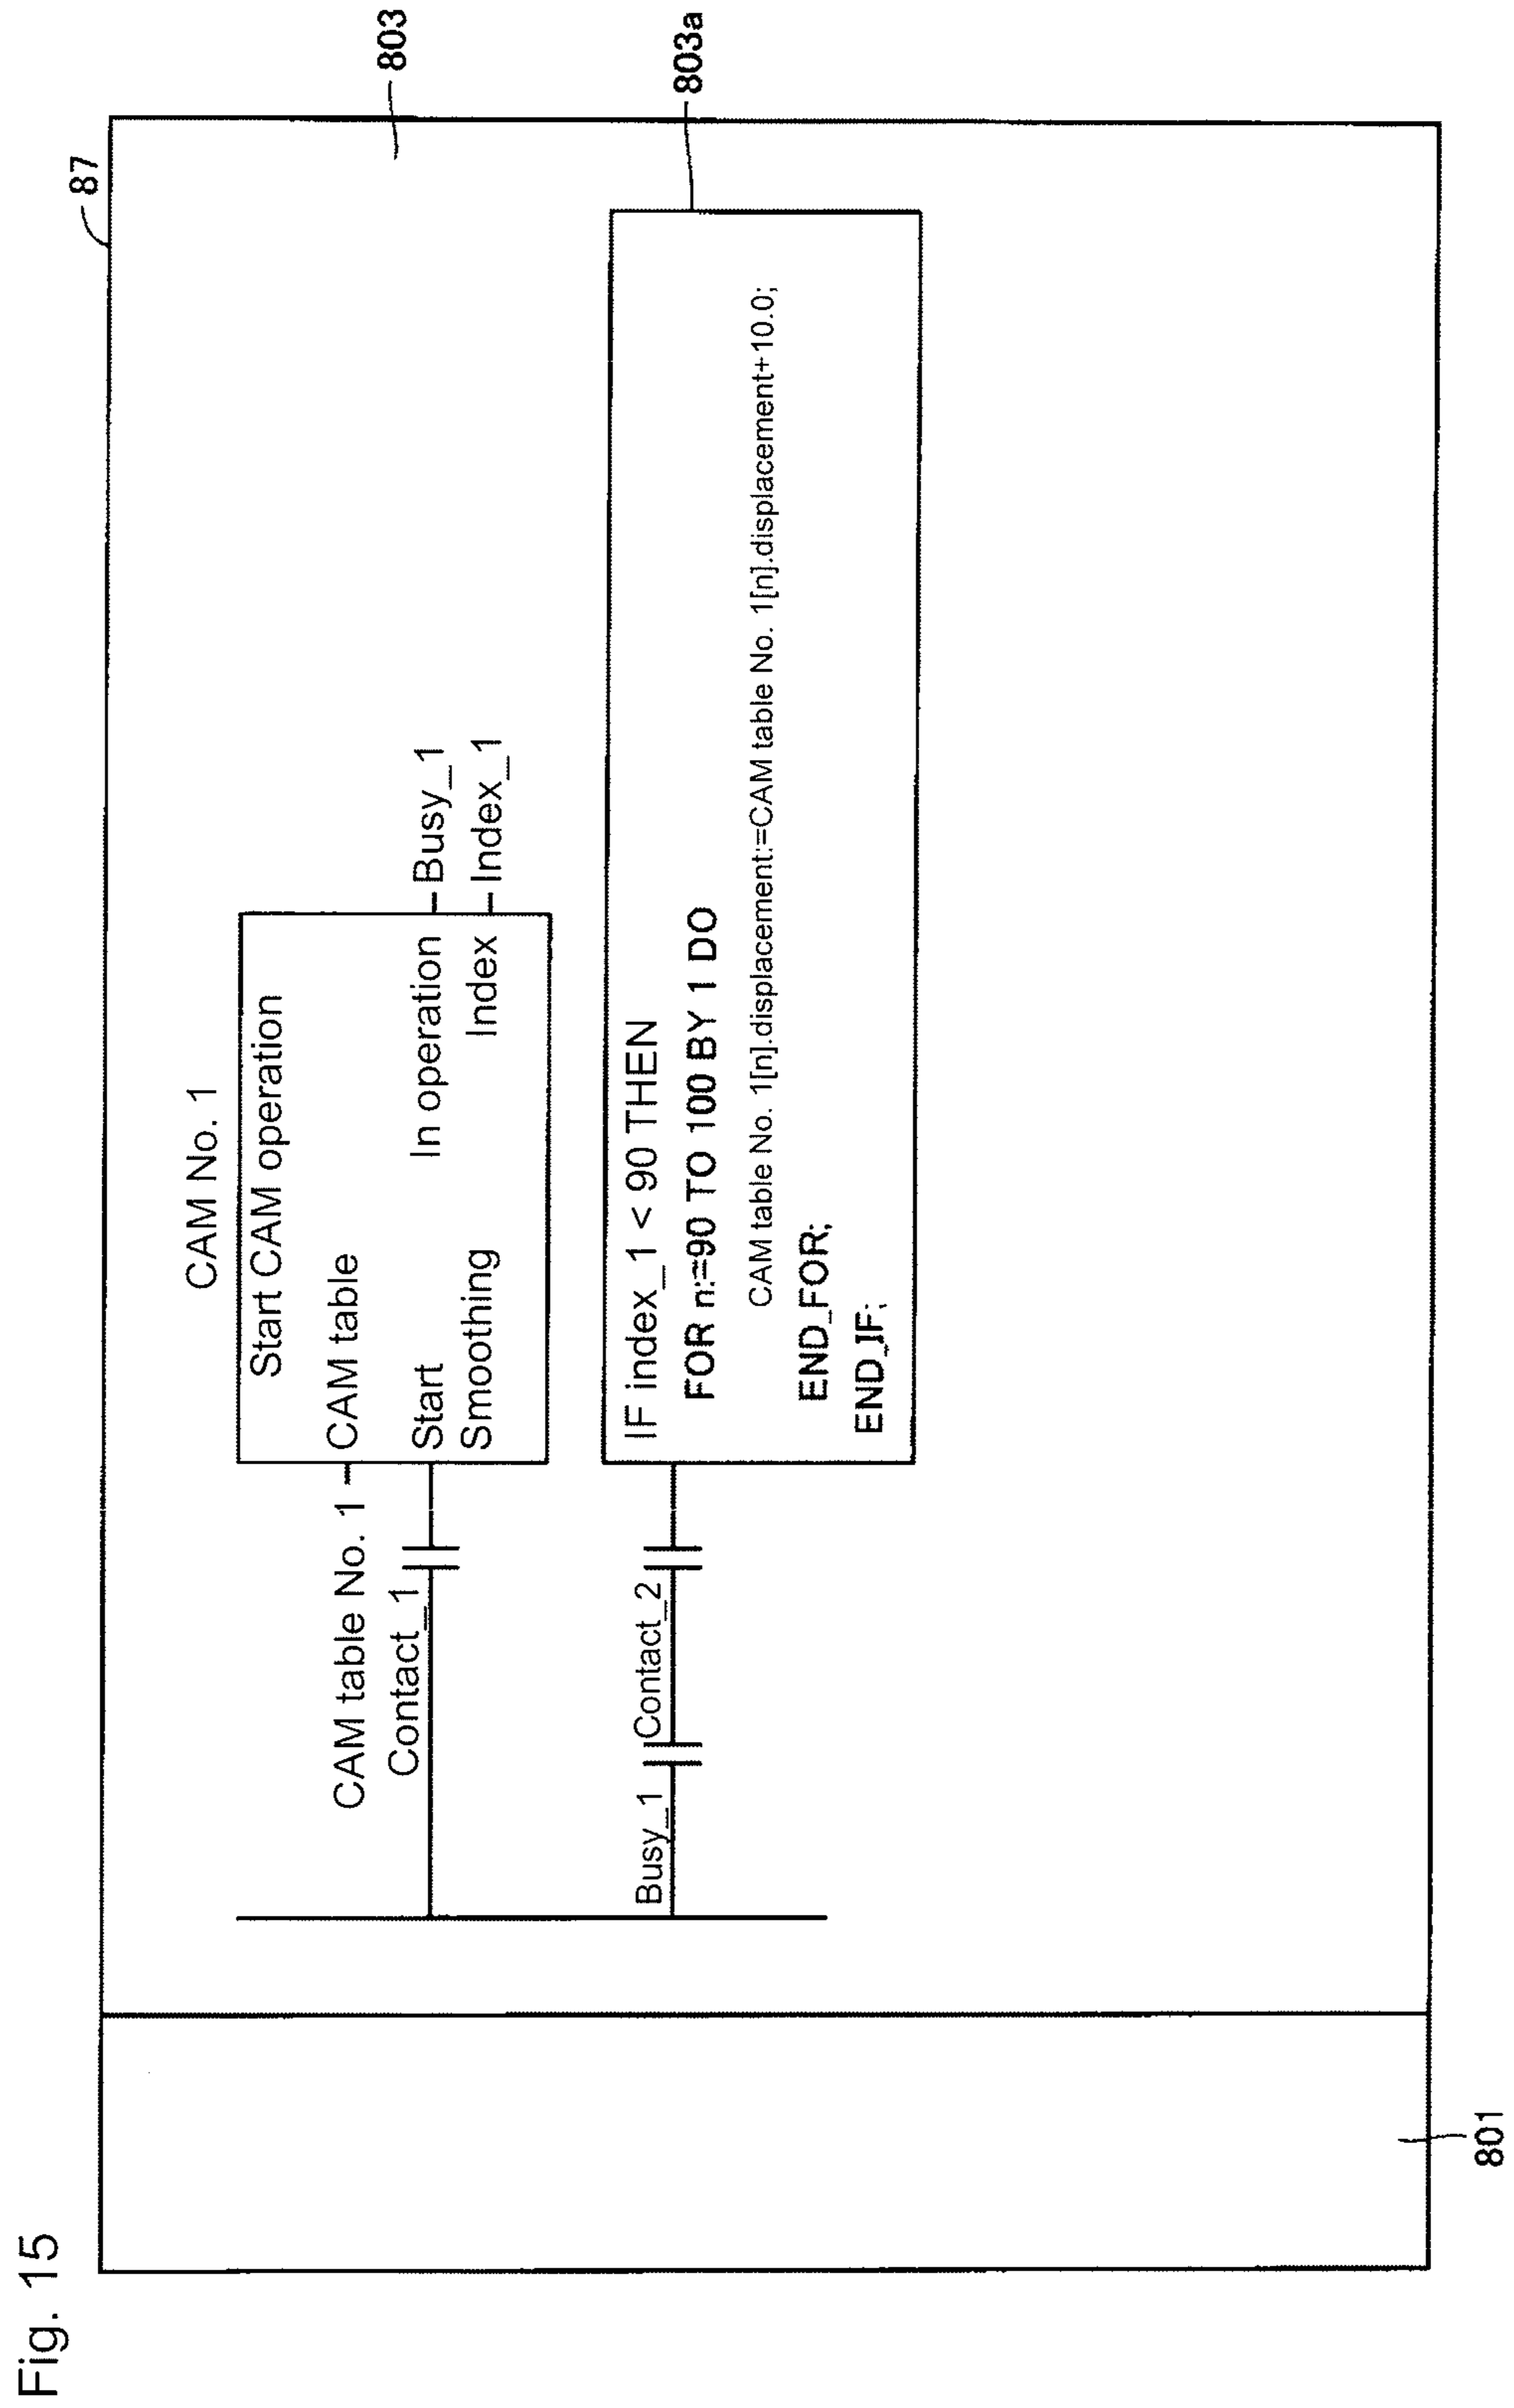 Fig. 15
87
803
CAM No. 1
Start CAM operation
CAM table No. 1
CAM table
Contact_1
Start
In operation
Busy_1
Smoothing
Index
Index_1
803a
Busy_1
Contact_2
IF index_1 < 90 THEN
FOR n:=90 TO 100 BY 1 DO
CAM table No. 1[n].displacement:=CAM table No. 1[n].displacement+10.0;
END_FOR;
END_IF;
801